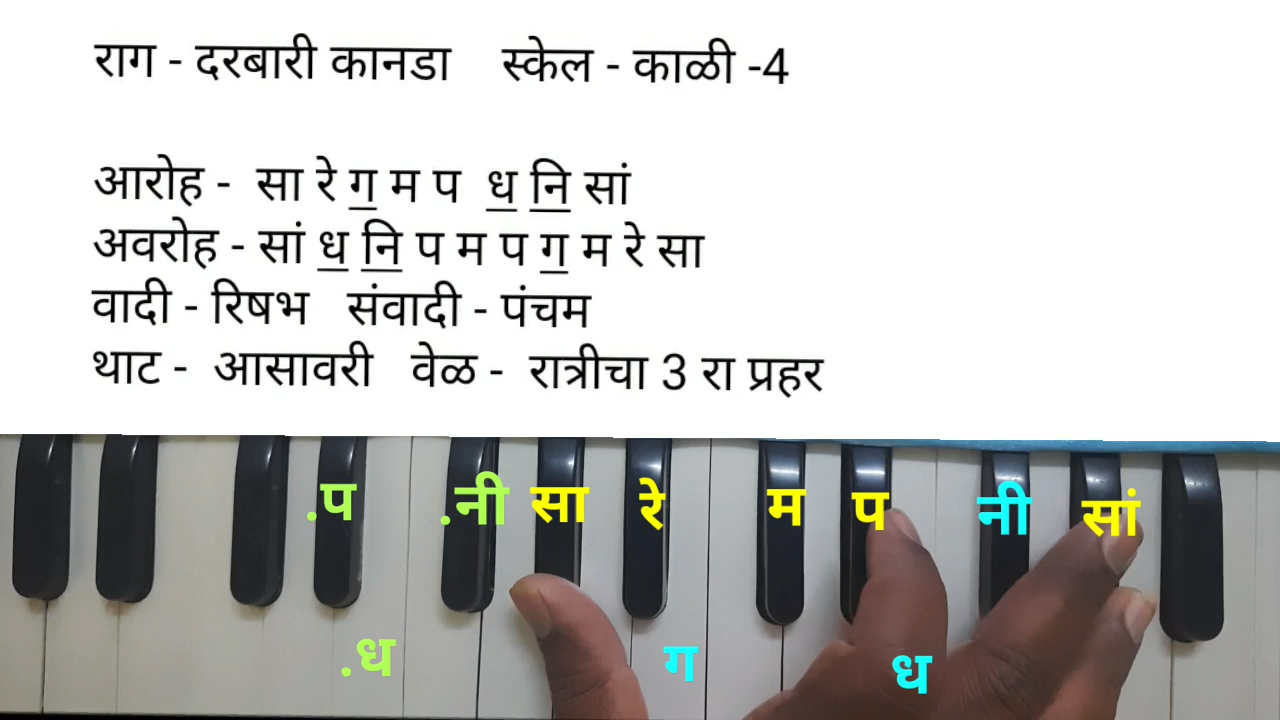 राग - दरबारी कानडा स्केल - काळी -4
आरोह - सा रे ग॒ म प ध॒ नि॒ सां
अवरोह - सां ध॒ नि॒ प म प ग॒ म रे सा
वादी - रिषभ संवादी - पंचम
थाट - आसावरी वेळ - रात्रीचा 3 रा प्रहर
.प .नी सा रे म प नी सां
.ध ग ध